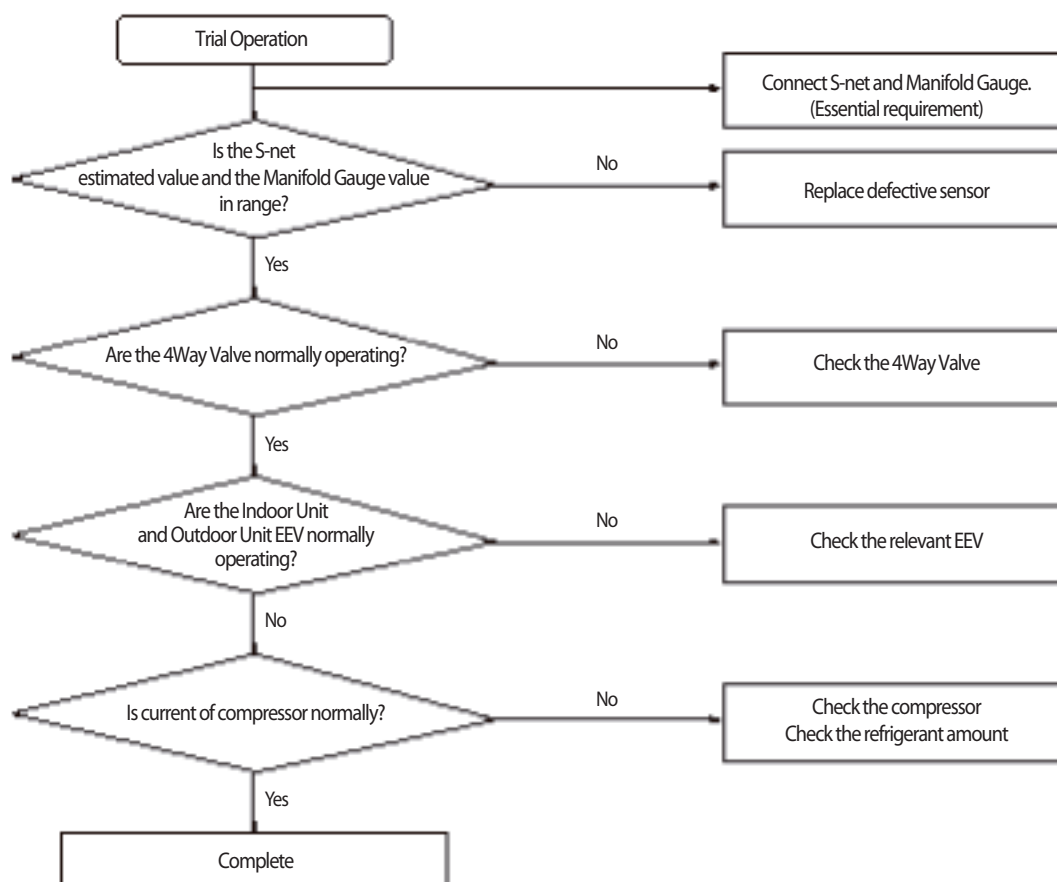 Trial Operation
Connect S-net and Manifold Gauge.
(Essential requirement)
Is the S-net
estimated value and the Manifold Gauge value
in range?
No
Replace defective sensor
Yes
Are the 4Way Valve normally operating?
No
Check the 4Way Valve
Yes
Are the Indoor Unit
and Outdoor Unit EEV normally
operating?
No
Check the relevant EEV
No
Is current of compressor normally?
No
Check the compressor
Check the refrigerant amount
Yes
Complete